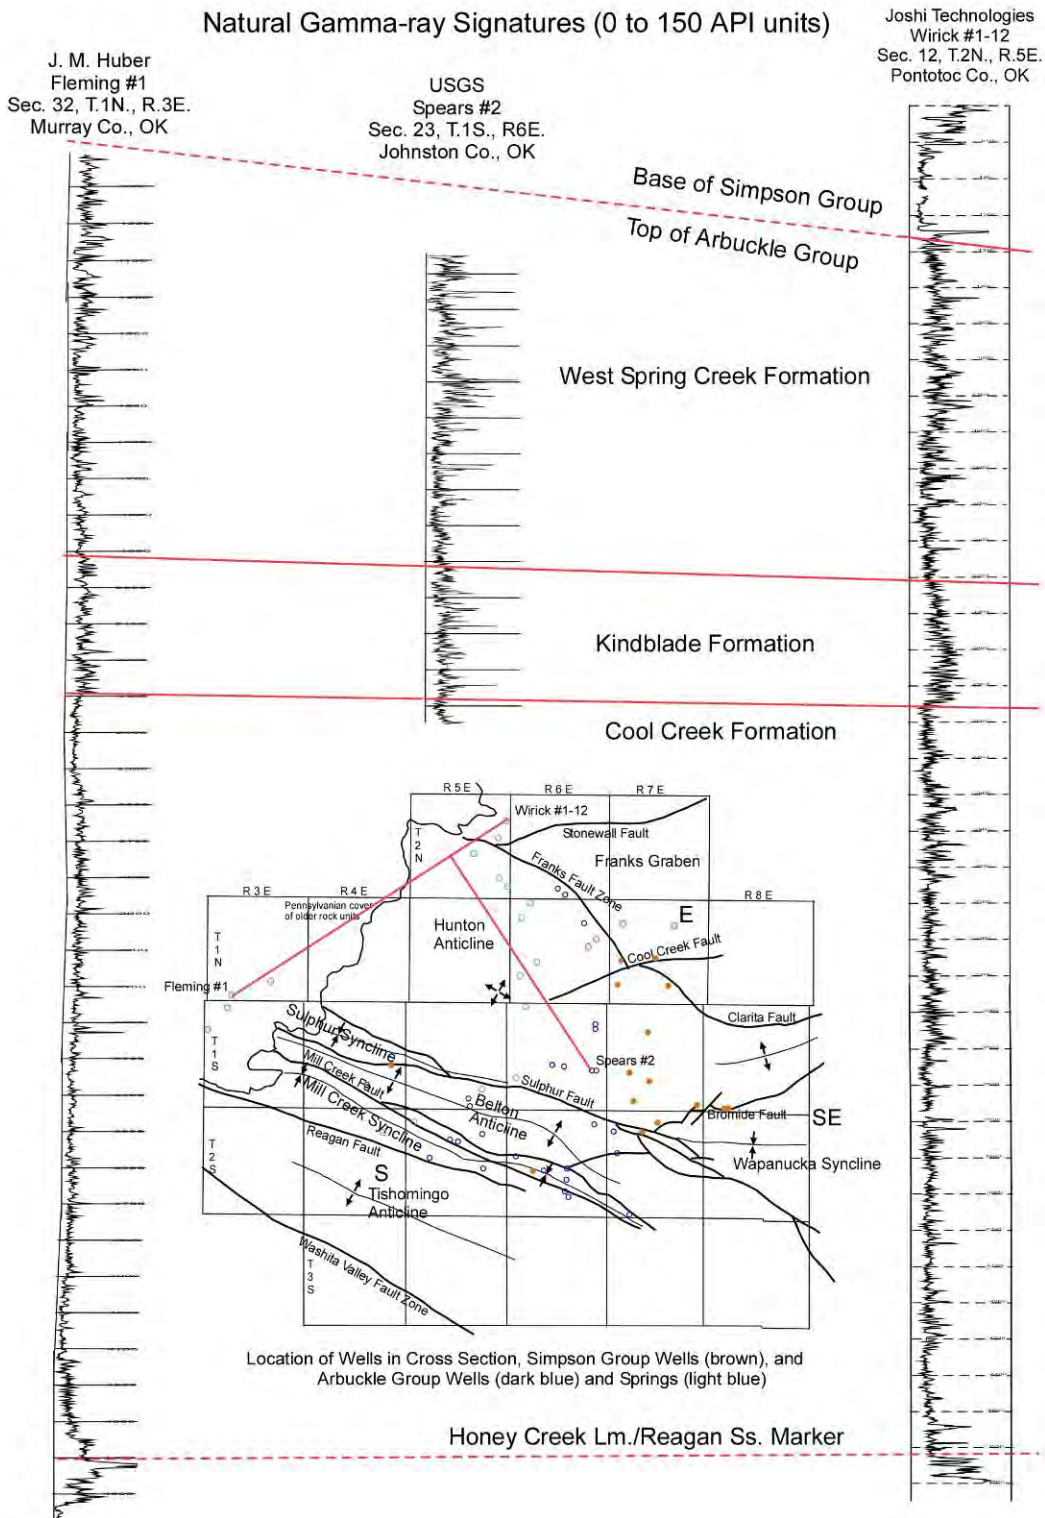 Natural Gamma-ray Signatures (0 to 150 API units)
J. M. Huber
Fleming #1
Sec. 32, T.1N., R.3E.
Murray Co., OK
USGS
Spears #2
Sec. 23, T.1S., R6E.
Johnston Co., OK
Joshi Technologies
Wirick #1-12
Sec. 12, T.2N., R.5E.
Pontotoc Co., OK
Base of Simpson Group
Top of Arbuckle Group
West Spring Creek Formation
Kindblade Formation
Cool Creek Formation
R 5 E
R 6 E
R 7 E
Wirick #1-12
T 2 N
Stonewall Fault
Franks Fault Zone
Franks Graben
R 3 E
R 4 E
R 8 E
Pennsylvanian cover
of older rock units
T 1 N
Hunton
Anticline
E
Cool Creek Fault
Fleming #1
Clarita Fault
T 1 S
Sulphur Syncline
Spears #2
Mill Creek Fault
Sulphur Fault
Mill Creek Syncline
Belton
Anticline
Bromide Fault
SE
Reagan Fault
T 2 S
S
Wapanucka Syncline
Tishomingo
Anticline
Washita Valley Fault Zone
T 3 S
Location of Wells in Cross Section, Simpson Group Wells (brown), and
Arbuckle Group Wells (dark blue) and Springs (light blue)
Honey Creek Lm./Reagan Ss. Marker